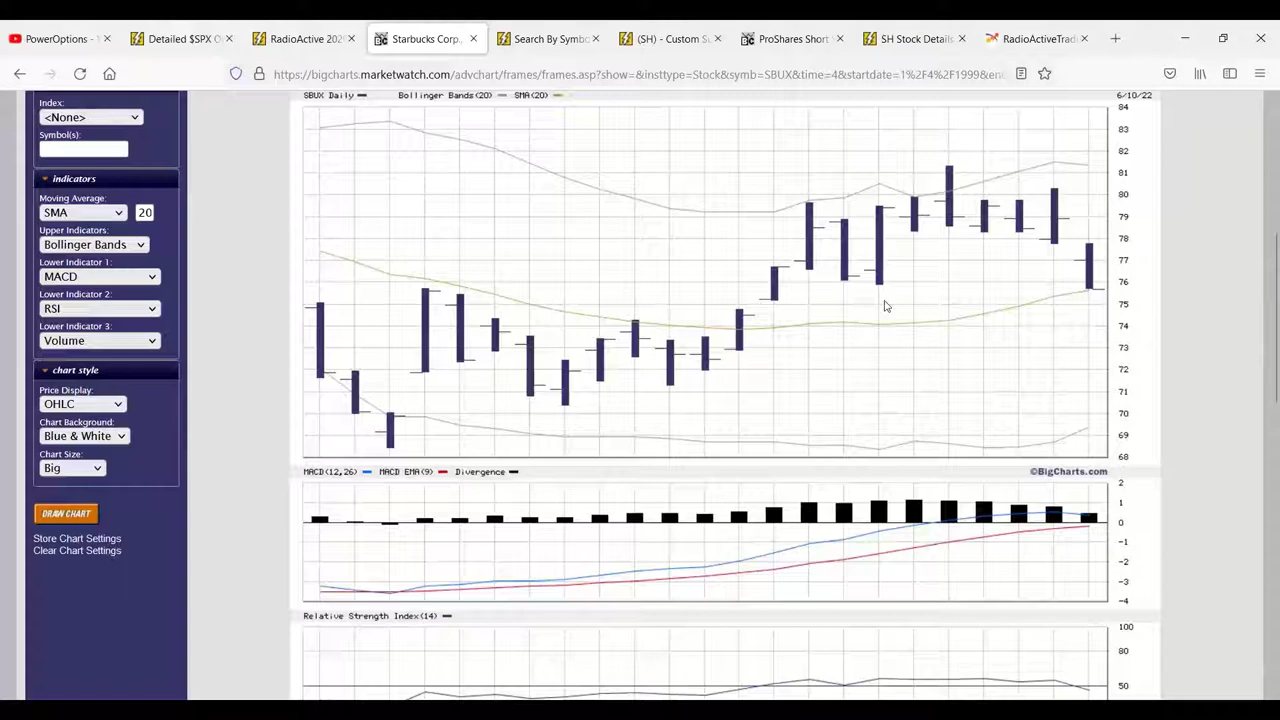 PowerOptions -
Detailed $SPX O
RadioActive 202
Starbucks Corp.,
Search By Symbo
(SH) - Custom Su
ProShares Short
SH Stock Details
RadioActiveTradi
https://bigcharts.marketwatch.com/advchart/frames/frames.asp?show=&insttype=Stock&symb=SBUX&time=4&startdate=1%2F4%2F1999&en
Index:
<None>
Symbol(s):
indicators
Moving Average:
SMA 20
Upper Indicators:
Bollinger Bands
Lower Indicator 1:
MACD
Lower Indicator 2:
RSI
Lower Indicator 3:
Volume
chart style
Price Display:
OHLC
Chart Background:
Blue & White
Chart Size:
Big
DRAW CHART
Store Chart Settings
Clear Chart Settings
SBUX Daily Bollinger Bands(20) SMA(20) 6/10/22
84
83
82
81
80
79
78
77
76
75
74
73
72
71
70
69
68
MACD(12,26) MACD EMA(9) Divergence ©BigCharts.com
2
1
0
-1
-2
-3
-4
Relative Strength Index(14)
100
80
50